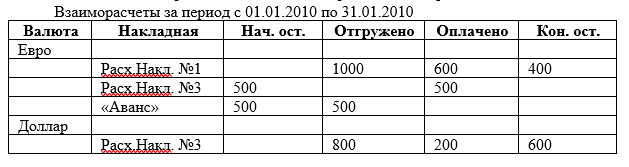 Взаиморасчеты за период с 01.01.2010 по 31.01.2010
Валюта Накладная Нач. ост. Отгружено Оплачено Кон. ост.
Евро
Расх.Накл. №1 1000 600 400
Расх.Накл. №3 500 500
«Аванс» 500 500
Доллар
Расх.Накл. №3 800 200 600